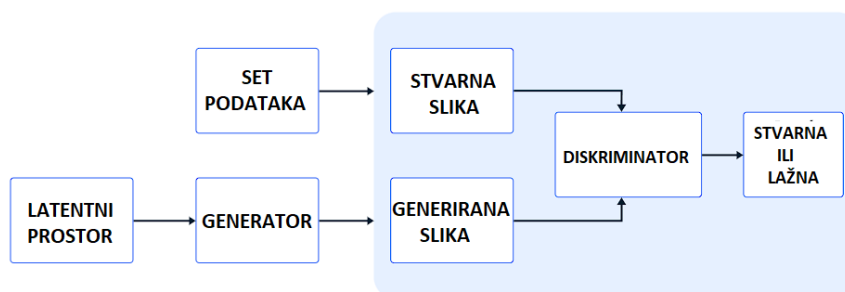 SET
PODATAKA
STVARNA
SLIKA
DISKRIMINATOR
STVARNA
ILI
LAŽNA
LATENTNI
PROSTOR
GENERATOR
GENERIRANA
SLIKA